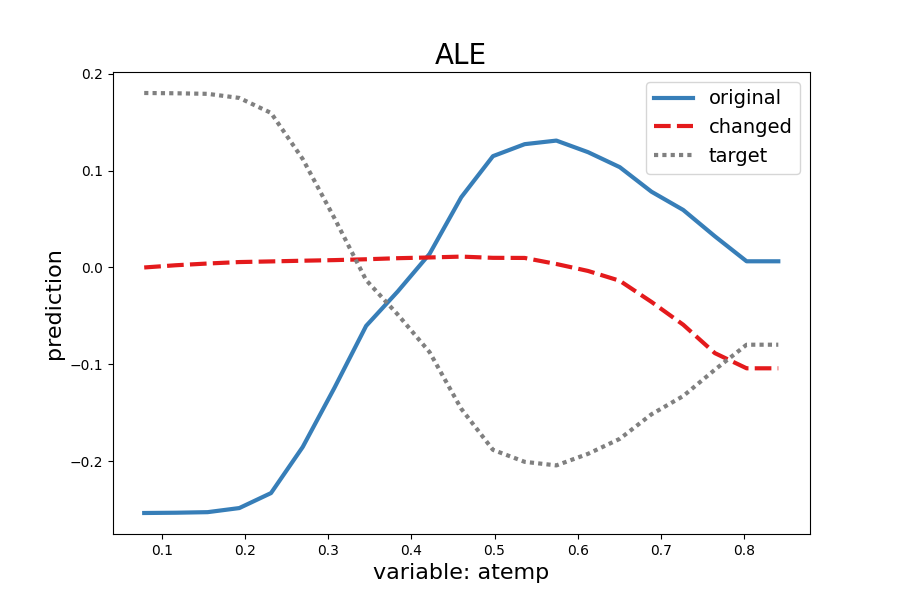 ALE
original
changed
target
prediction
0.2
0.1
0.0
−0.1
−0.2
0.1 0.2 0.3 0.4 0.5 0.6 0.7 0.8
variable: atemp